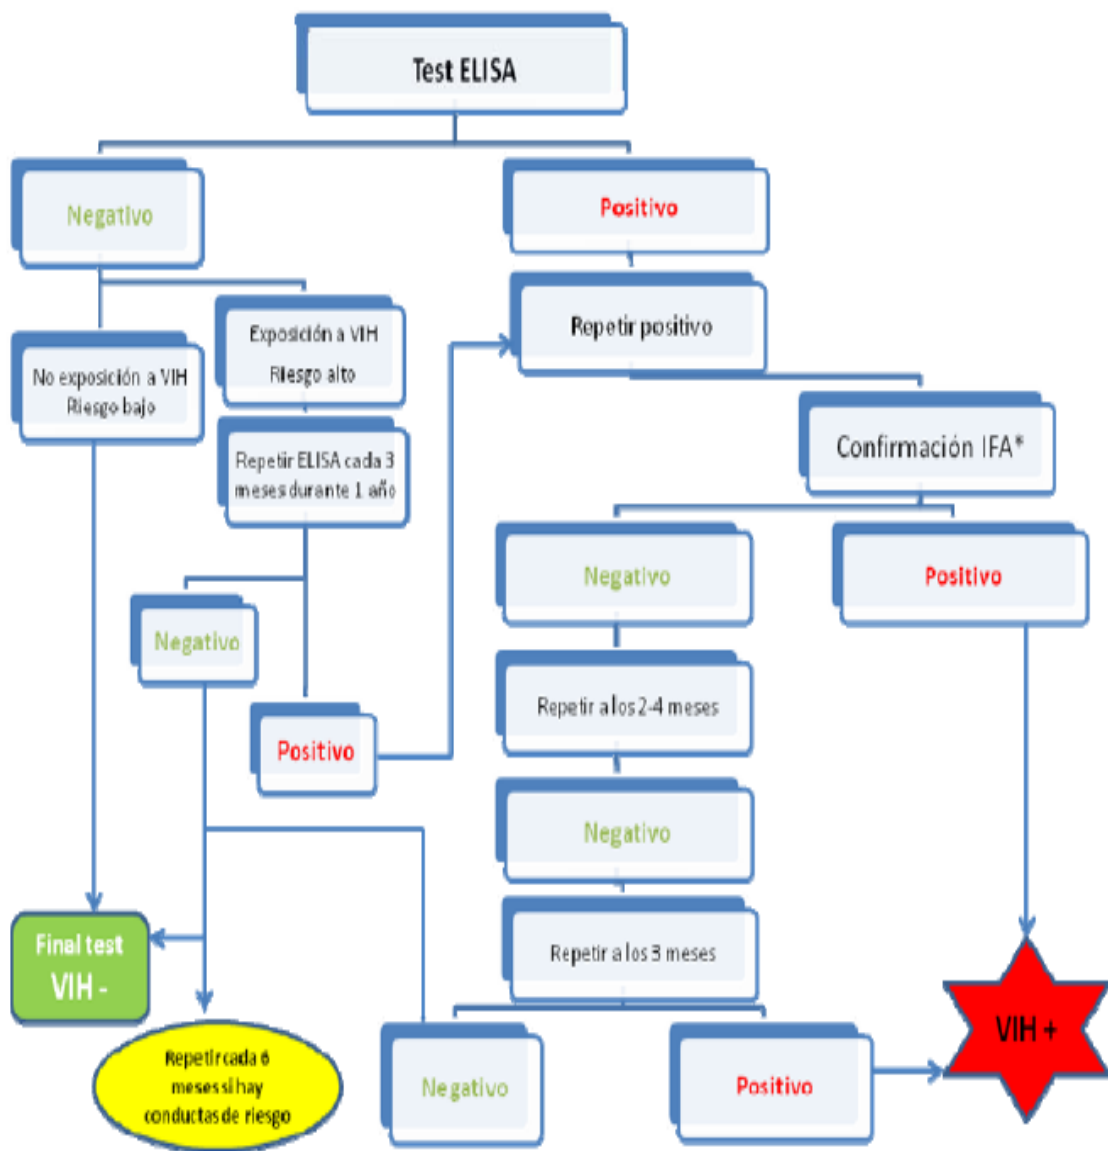 Test ELISA
Negativo
Positivo
Repetir positivo
Exposición a VIH
Riesgo alto
No exposición a VIH
Riesgo bajo
Confirmación IFA*
Repetir ELISA cada 3
meses durante 1 año
Negativo
Positivo
Negativo
Repetir a los 2-4 meses
Positivo
Negativo
Repetir a los 3 meses
Final test
VIH -
VIH +
Repetir cada 6
meses si hay
conductas de riesgo
Negativo
Positivo